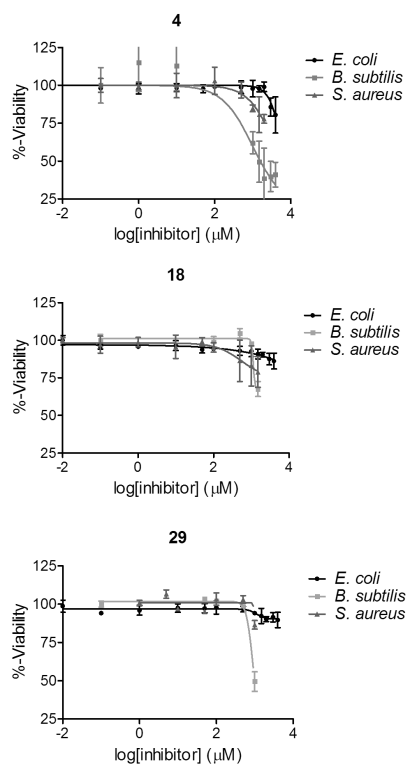 4
125
100
75
50
25
%-Viability
-2 0 2 4
log[inhibitor] (μM)
E. coli
B. subtilis
S. aureus
18
125
100
75
50
25
%-Viability
-2 0 2 4
log[inhibitor] (μM)
E. coli
B. subtilis
S. aureus
29
125
100
75
50
25
%-Viability
-2 0 2 4
log[inhibitor] (μM)
E. coli
B. subtilis
S. aureus